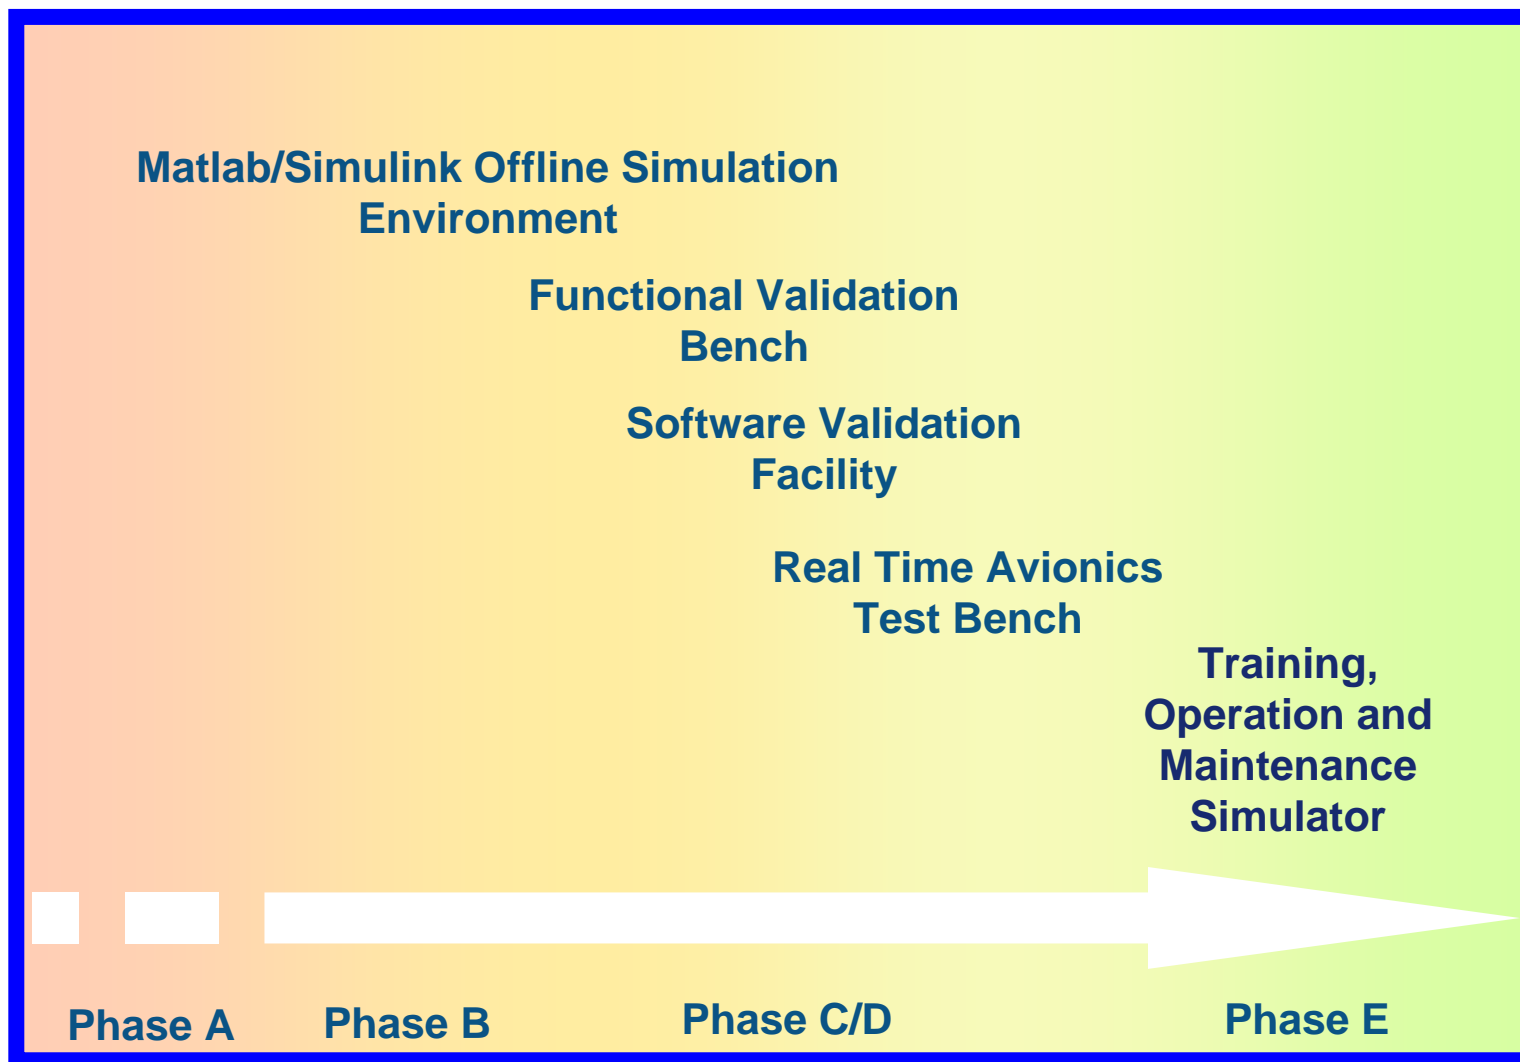 Matlab/Simulink Offline Simulation
Environment
Functional Validation
Bench
Software Validation
Facility
Real Time Avionics
Test Bench
Training,
Operation and
Maintenance
Simulator
Phase A
Phase B
Phase C/D
Phase E